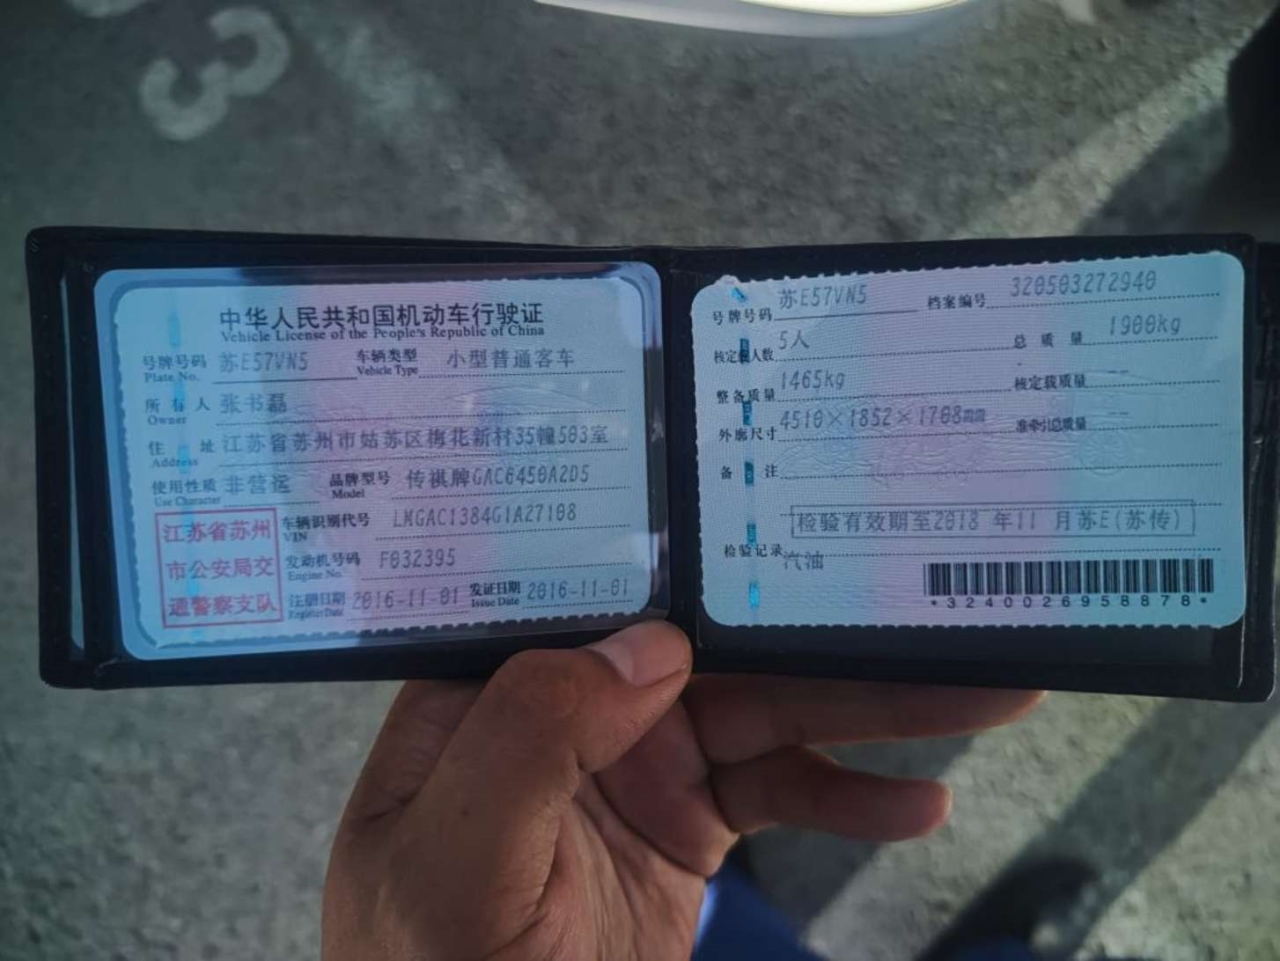 中华人民共和国机动车行驶证
Vehicle License of the People's Republic of China
号牌号码 苏E57VN5 车辆类型 小型普通客车
Plate No. Vehicle Type
所有人 张书磊
Owner
住 址 江苏省苏州市姑苏区梅花新村35幢503室
Address
使用性质 非营运 品牌型号 传祺牌GAC6450A2D5
Use Character Model
江苏省苏州
市公安局交
通警察支队
车辆识别代号 LMGAC1384G1A27108
VIN
发动机号码 F032395
Engine No.
注册日期 2016-11-01 发证日期 2016-11-01
Register Date Issue Date
号牌号码 苏E57VN5 档案编号 320503272940
核定载人数 5人 总质量 1900kg
整备质量 1465kg 核定载质量 --
外廓尺寸 4510×1852×1708mm 准牵引总质量 --
备 注
检验有效期至2018 年11 月苏E(苏传)
检验记录
汽油
*3240026958878*
33